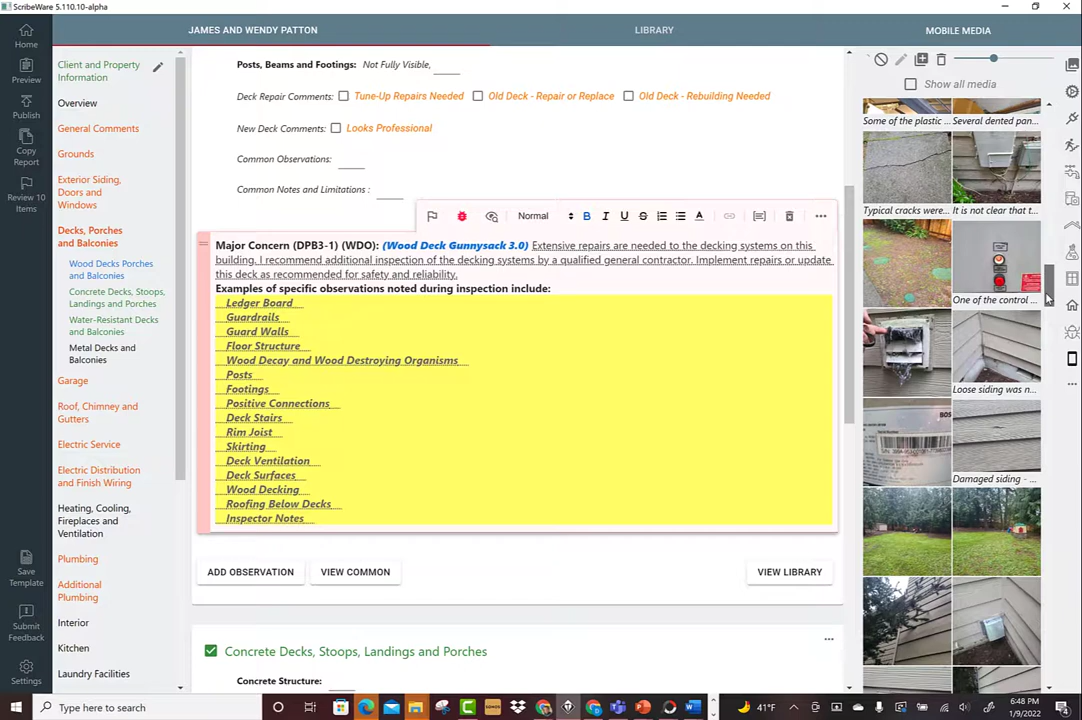 ScribeWare 5.110.10-alpha
JAMES AND WENDY PATTON
LIBRARY
MOBILE MEDIA
Home
Preview
Publish
Copy
Report
Review 10
Items
Save
Template
Submit
Feedback
Settings
Client and Property
Information
Overview
General Comments
Grounds
Exterior Siding,
Doors and
Windows
Decks, Porches
and Balconies
Wood Decks Porches
and Balconies
Concrete Decks, Stoops,
Landings and Porches
Water-Resistant Decks
and Balconies
Metal Decks and
Balconies
Garage
Roof, Chimney and
Gutters
Electric Service
Electric Distribution
and Finish Wiring
Heating, Cooling,
Fireplaces and
Ventilation
Plumbing
Additional
Plumbing
Interior
Kitchen
Laundry Facilities
Posts, Beams and Footings: Not Fully Visible,
Deck Repair Comments: Tune-Up Repairs Needed Old Deck - Repair or Replace Old Deck - Rebuilding Needed
New Deck Comments: Looks Professional
Common Observations:
Common Notes and Limitations :
Normal B I U S A
Major Concern (DPB3-1) (WDO): (Wood Deck Gunnysack 3.0) Extensive repairs are needed to the decking systems on this
building. I recommend additional inspection of the decking systems by a qualified general contractor. Implement repairs or update
this deck as recommended for safety and reliability.
Examples of specific observations noted during inspection include:
Ledger Board
Guardrails
Guard Walls
Floor Structure
Wood Decay and Wood Destroying Organisms
Posts
Footings
Positive Connections
Deck Stairs
Rim Joist
Skirting
Deck Ventilation
Deck Surfaces
Wood Decking
Roofing Below Decks
Inspector Notes
ADD OBSERVATION
VIEW COMMON
VIEW LIBRARY
Concrete Decks, Stoops, Landings and Porches
Concrete Structure:
Show all media
Some of the plastic ...
Several dented pan...
Typical cracks were...
It is not clear that t...
One of the control ...
Loose siding was n...
Damaged siding - ...
Type here to search
41°F
6:48 PM
1/9/2022